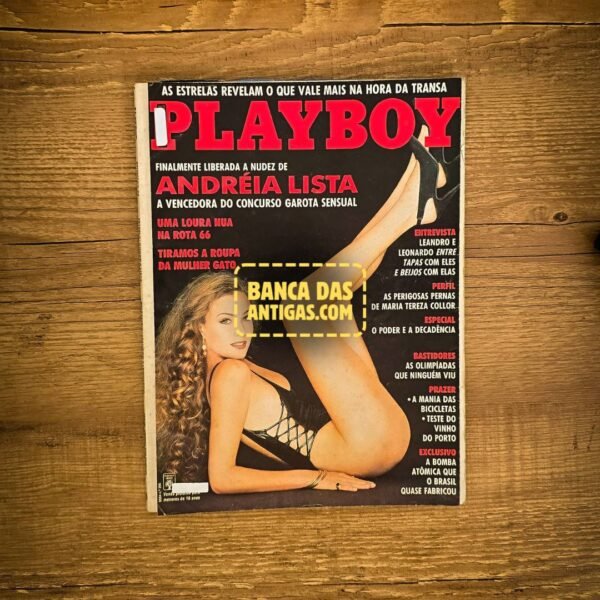 AS ESTRELAS REVELAM O QUE VALE MAIS NA HORA DA TRANSA
PLAYBOY
FINALMENTE LIBERADA A NUDEZ DE
ANDRÉIA LISTA
A VENCEDORA DO CONCURSO GAROTA SENSUAL
UMA LOURA NUA
NA ROTA 66
TIRAMOS A ROUPA
DA MULHER GATO
ENTREVISTA
LEANDRO E
LEONARDO ENTRE
TAPAS COM ELES
E BEIJOS COM ELAS
PERFIL
AS PERIGOSAS PERNAS
DE MARIA TEREZA COLLOR
ESPECIAL
O PODER E A DECADÊNCIA
BASTIDORES
AS OLIMPÍADAS
QUE NINGUÉM VIU
PRAZER
• A MANIA DAS
BICICLETAS
• TESTE DO
VINHO
DO PORTO
EXCLUSIVO
A BOMBA
ATÔMICA QUE
O BRASIL
QUASE FABRICOU
BANCA DAS
ANTIGAS.COM
menores de 18 anos